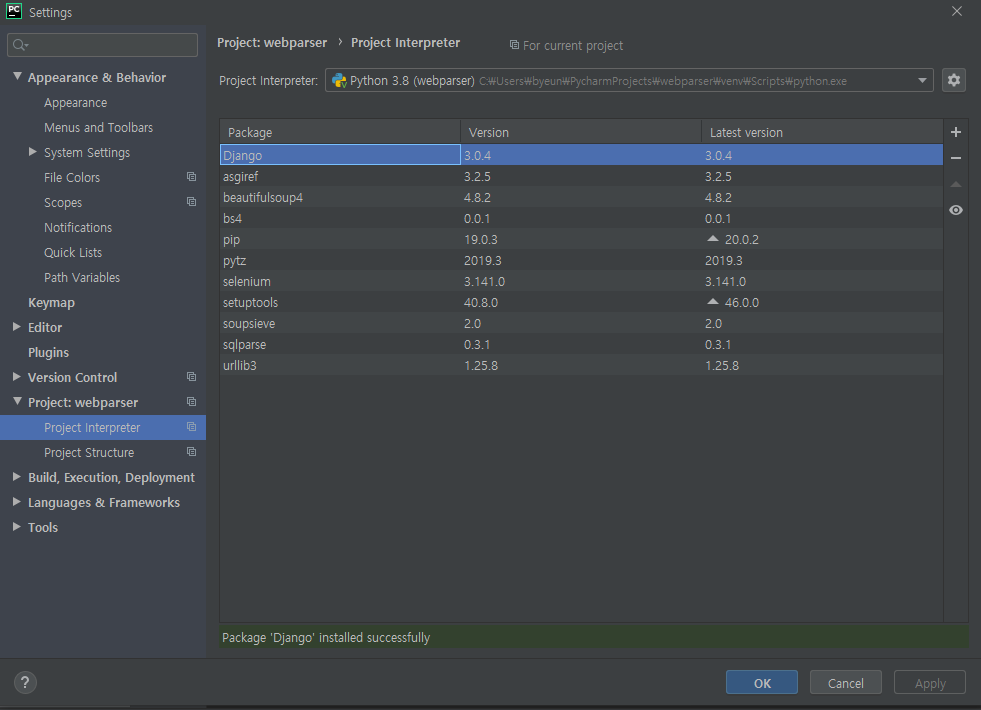 PC Settings
Project: webparser › Project Interpreter For current project
Project Interpreter: Python 3.8 (webparser) C:₩Users₩byeun₩PycharmProjects₩webparser₩venv₩Scripts₩python.exe
Appearance & Behavior
Appearance
Menus and Toolbars
System Settings
File Colors
Scopes
Notifications
Quick Lists
Path Variables
Keymap
Editor
Plugins
Version Control
Project: webparser
Project Interpreter
Project Structure
Build, Execution, Deployment
Languages & Frameworks
Tools
Package Version Latest version
Django 3.0.4 3.0.4
asgiref 3.2.5 3.2.5
beautifulsoup4 4.8.2 4.8.2
bs4 0.0.1 0.0.1
pip 19.0.3 20.0.2
pytz 2019.3 2019.3
selenium 3.141.0 3.141.0
setuptools 40.8.0 46.0.0
soupsieve 2.0 2.0
sqlparse 0.3.1 0.3.1
urllib3 1.25.8 1.25.8
Package 'Django' installed successfully
? OK Cancel Apply